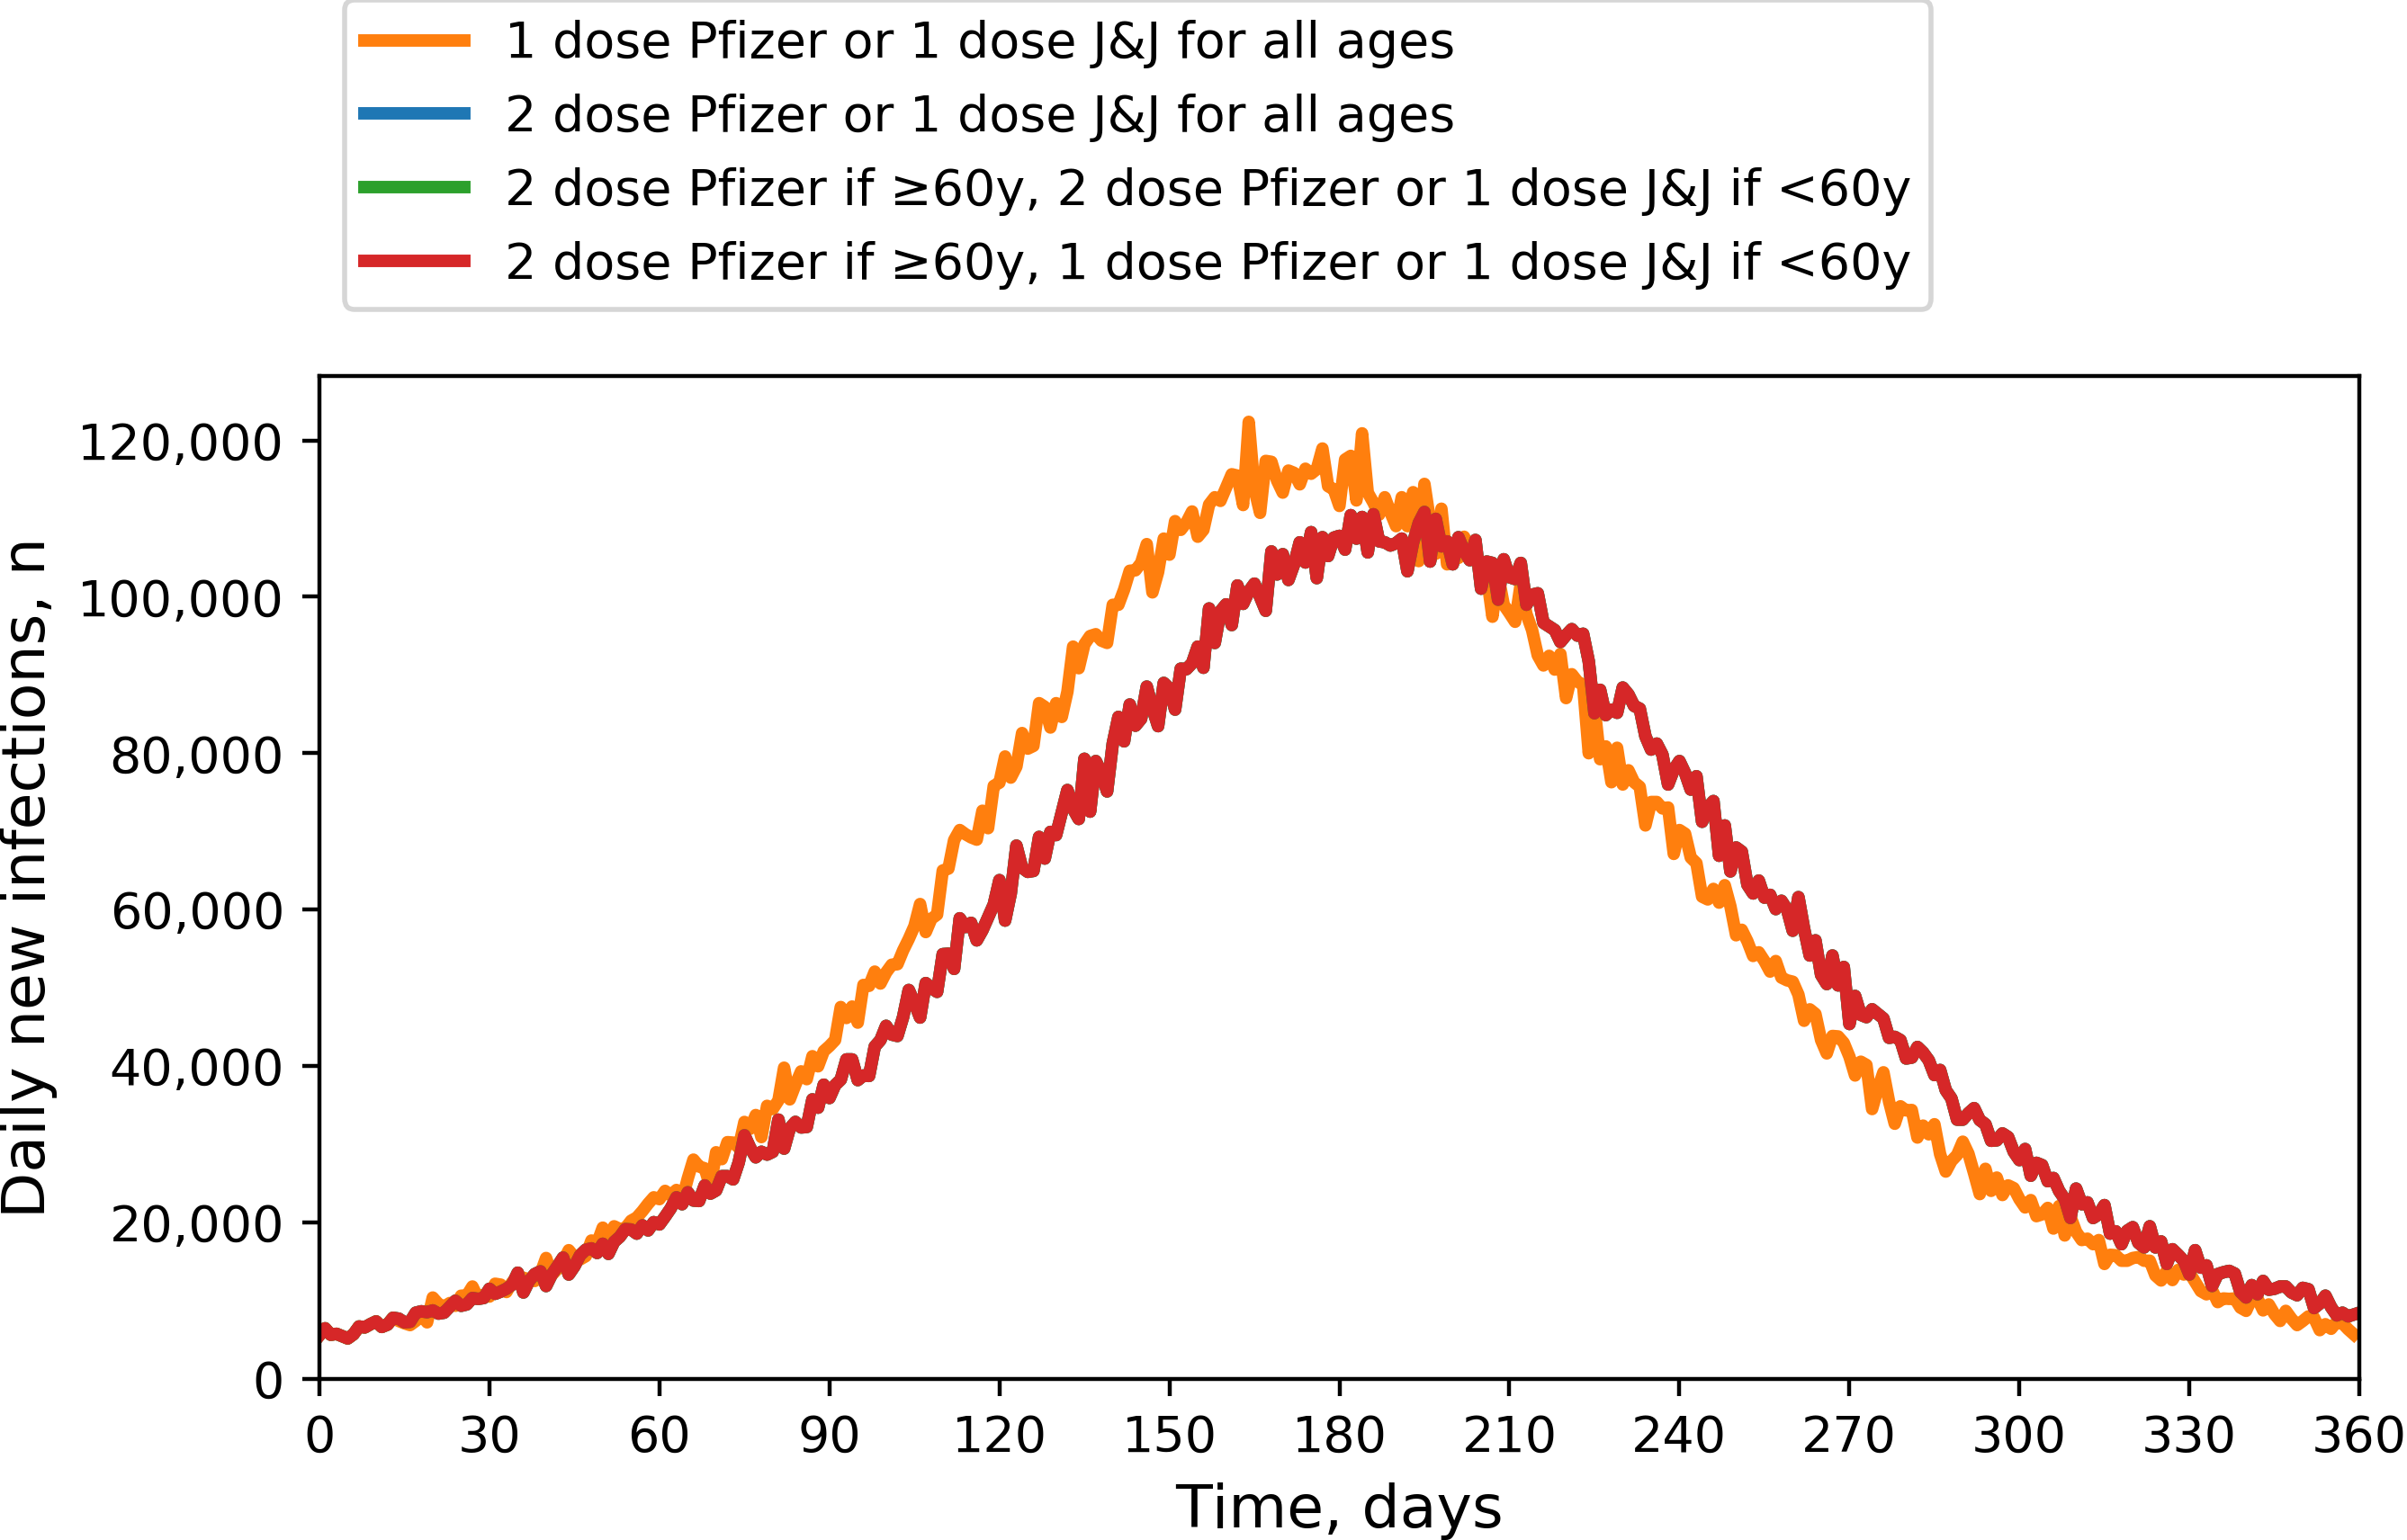 1 dose Pfizer or 1 dose J&J for all ages
2 dose Pfizer or 1 dose J&J for all ages
2 dose Pfizer if ≥60y, 2 dose Pfizer or 1 dose J&J if <60y
2 dose Pfizer if ≥60y, 1 dose Pfizer or 1 dose J&J if <60y
Daily new infections, n
120,000
100,000
80,000
60,000
40,000
20,000
0
0 30 60 90 120 150 180 210 240 270 300 330 360
Time, days